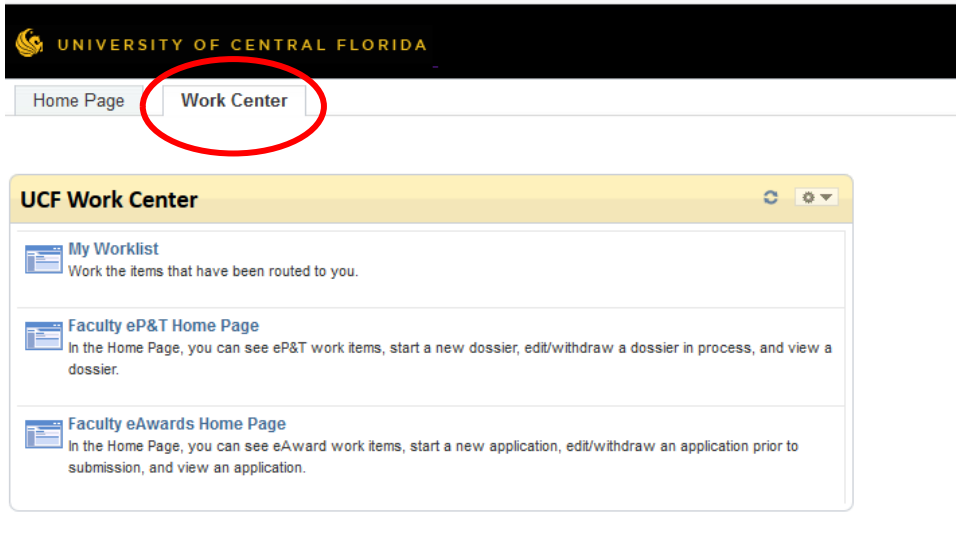 UNIVERSITY OF CENTRAL FLORIDA
Home Page
Work Center
UCF Work Center
My Worklist
Work the items that have been routed to you.
Faculty eP&T Home Page
In the Home Page, you can see eP&T work items, start a new dossier, edit/withdraw a dossier in process, and view a
dossier.
Faculty eAwards Home Page
In the Home Page, you can see eAward work items, start a new application, edit/withdraw an application prior to
submission, and view an application.